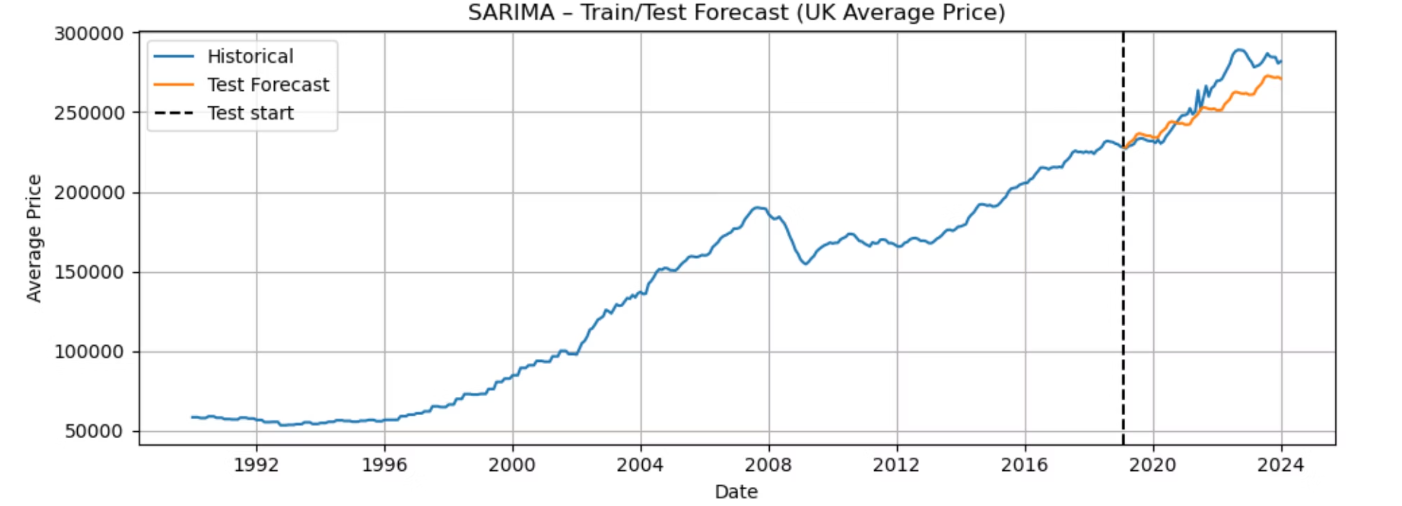 SARIMA – Train/Test Forecast (UK Average Price)
300000
250000
200000
150000
100000
50000
Average Price
Historical
Test Forecast
Test start
1992 1996 2000 2004 2008 2012 2016 2020 2024
Date